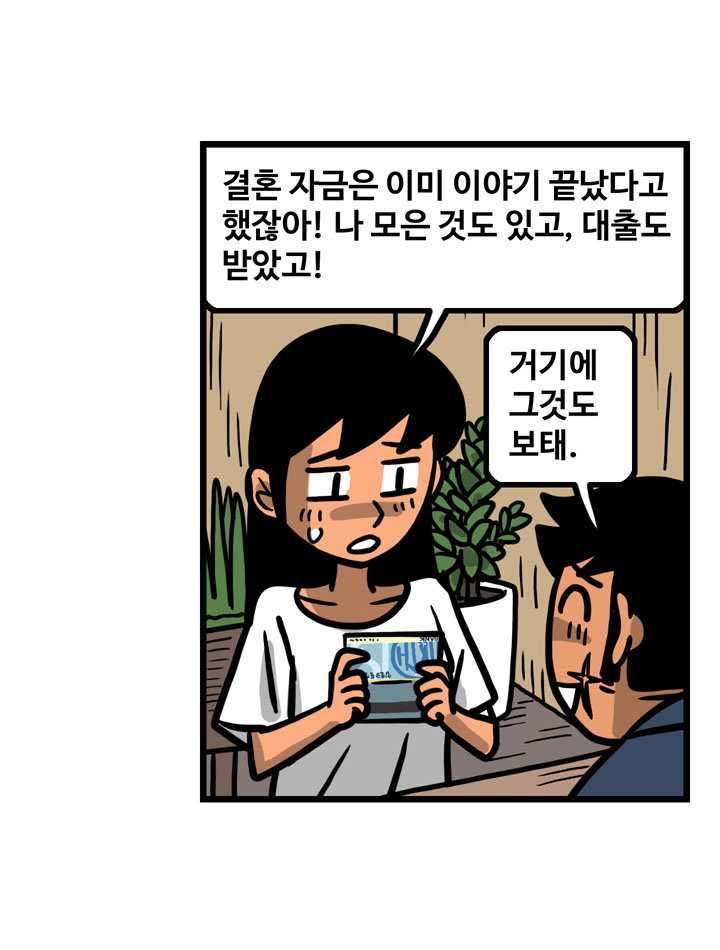 결혼 자금은 이미 이야기 끝났다고
했잖아! 나 모은 것도 있고, 대출도
받았고!
거기에
그것도
보태.